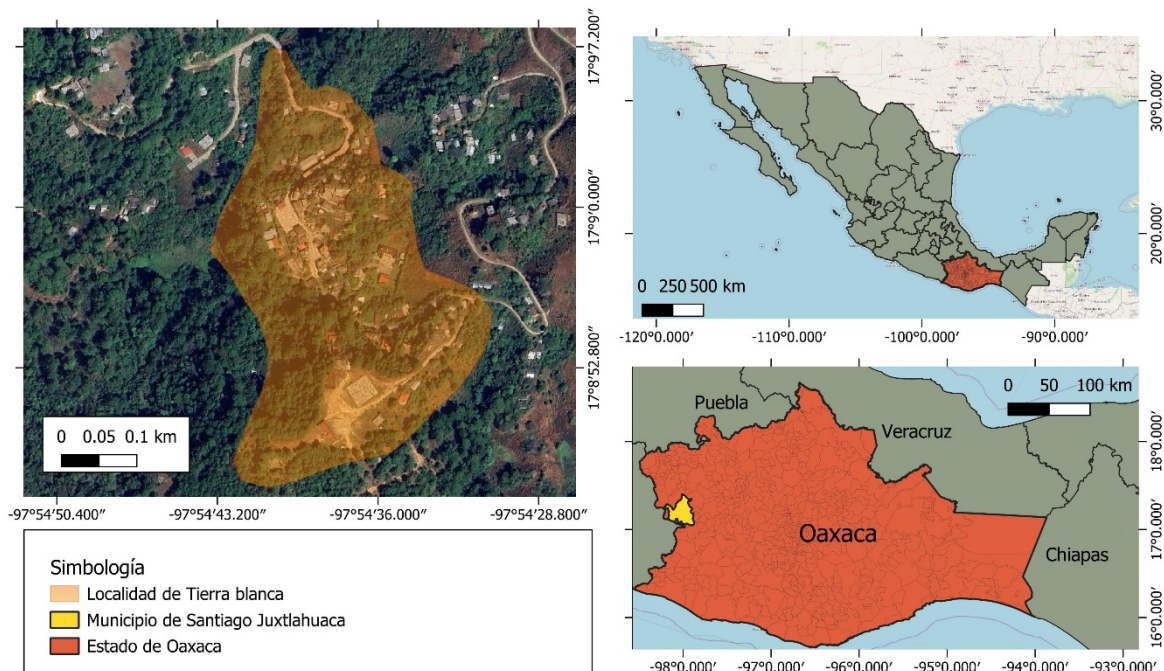 17°9′7.200″
17°9′0.000″
17°8′52.800″
0 0.05 0.1 km
-97°54′50.400″ -97°54′43.200″ -97°54′36.000″ -97°54′28.800″
Simbología
Localidad de Tierra blanca
Municipio de Santiago Juxtlahuaca
Estado de Oaxaca
30°0.000′
20°0.000′
0 250 500 km
-120°0.000′ -110°0.000′ -100°0.000′ -90°0.000′
0 50 100 km
Puebla
Veracruz
Oaxaca
Chiapas
18°0.000′
17°0.000′
16°0.000′
-98°0.000′ -97°0.000′ -96°0.000′ -95°0.000′ -94°0.000′ -93°0.000′